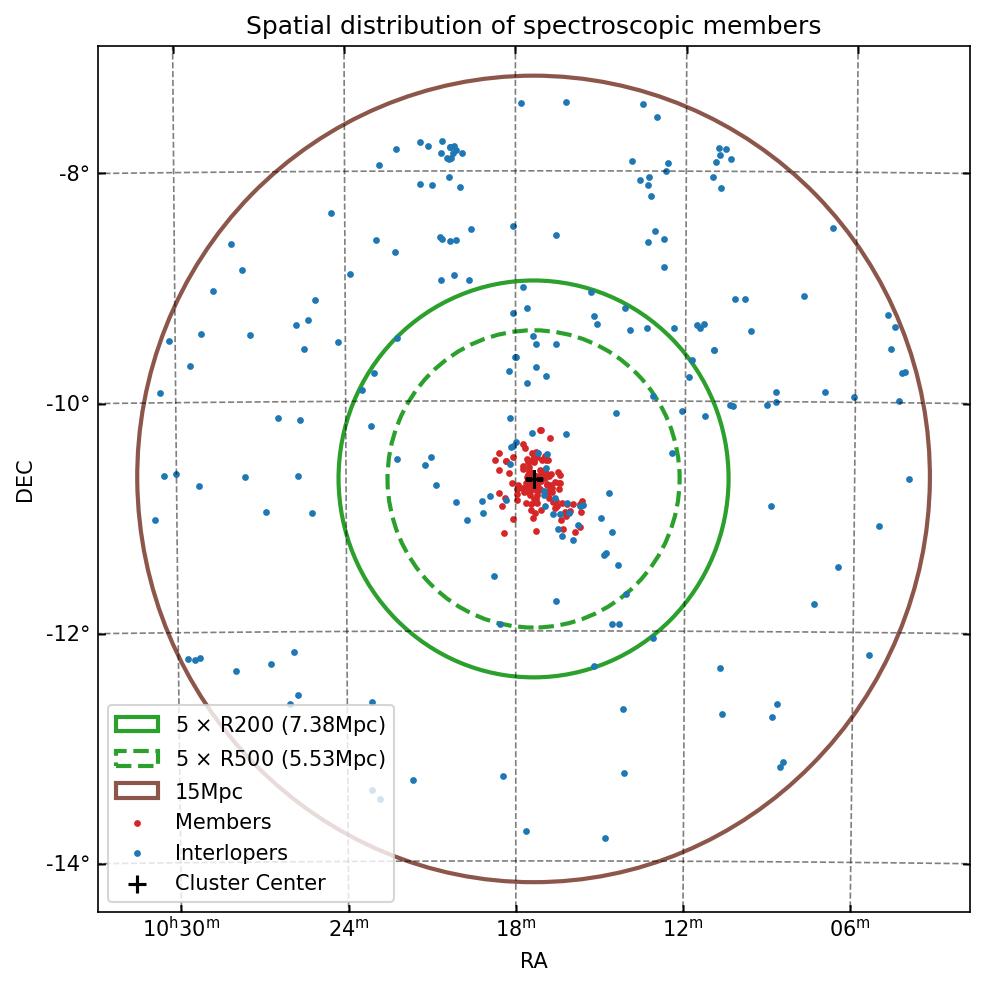 Spatial distribution of spectroscopic members
-8°
-10°
-12°
-14°
DEC
5 × R200 (7.38Mpc)
5 × R500 (5.53Mpc)
15Mpc
Members
Interlopers
Cluster Center
10ʰ30ᵐ 24ᵐ 18ᵐ 12ᵐ 06ᵐ
RA